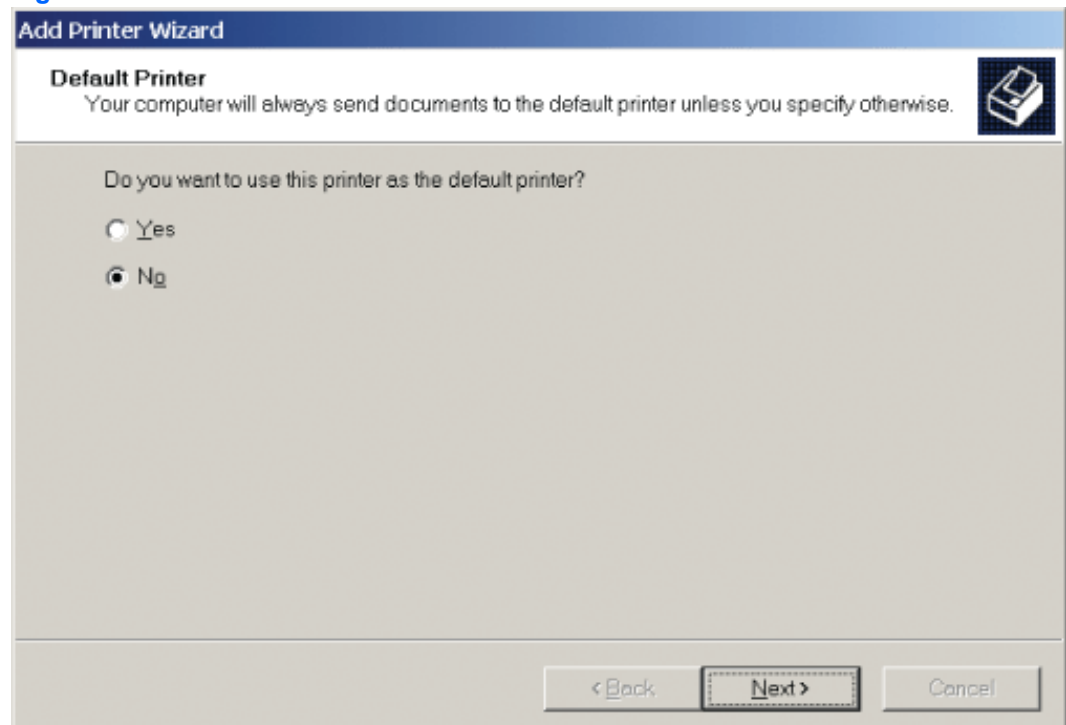 Add Printer Wizard
Default Printer
Your computer will always send documents to the default printer unless you specify otherwise.
Do you want to use this printer as the default printer?
Yes
No
< Back
Next >
Cancel